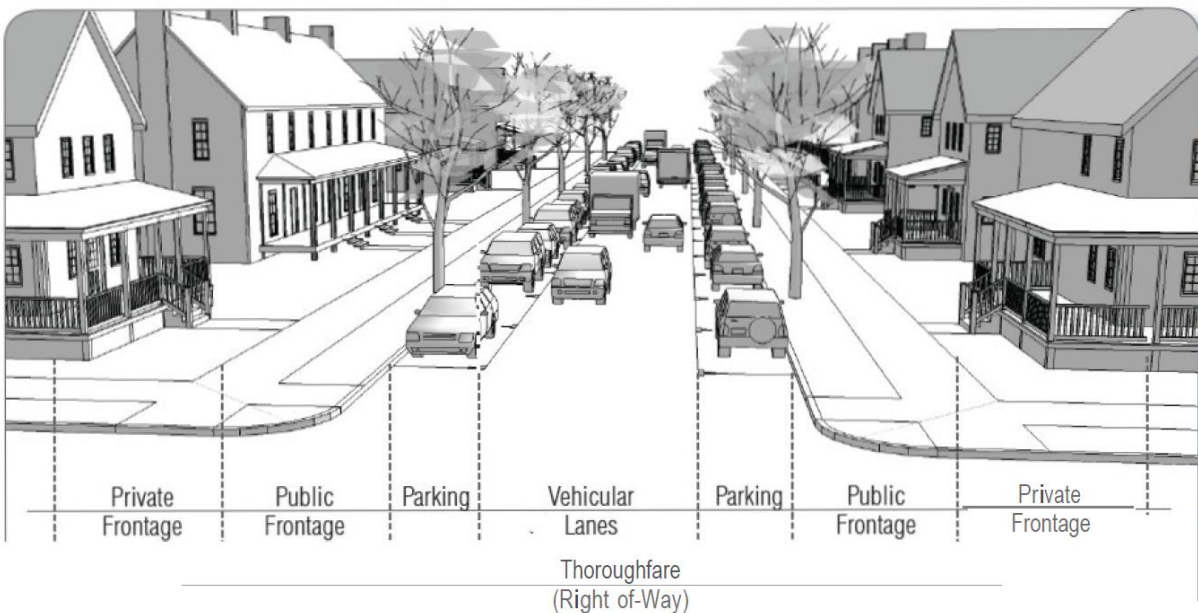 Private Public Parking Vehicular Parking Public Private
Frontage Frontage Lanes Frontage Frontage
Thoroughfare
(Right of-Way)